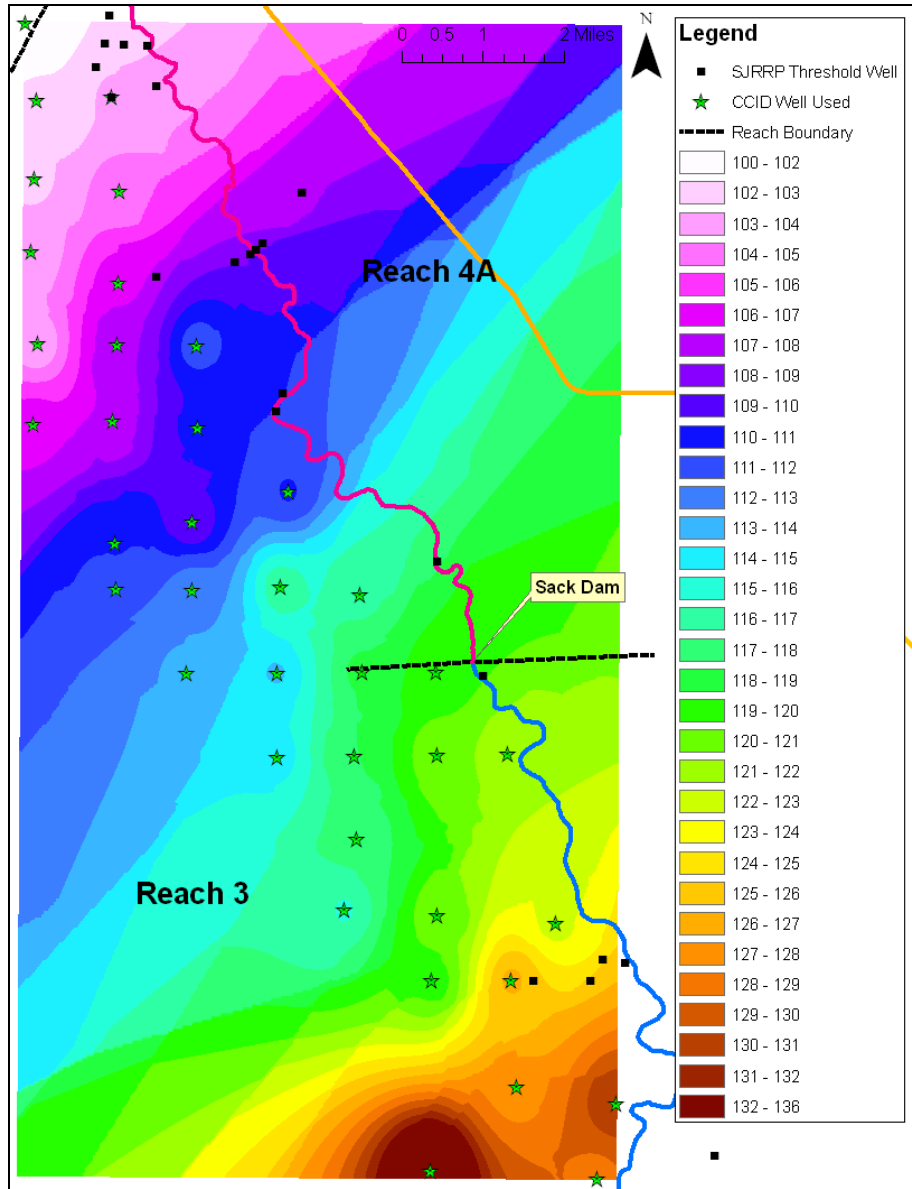 0 0.5 1 2 Miles
N
Reach 4A
Sack Dam
Reach 3
Legend
SJRRP Threshold Well
CCID Well Used
Reach Boundary
100 - 102
102 - 103
103 - 104
104 - 105
105 - 106
106 - 107
107 - 108
108 - 109
109 - 110
110 - 111
111 - 112
112 - 113
113 - 114
114 - 115
115 - 116
116 - 117
117 - 118
118 - 119
119 - 120
120 - 121
121 - 122
122 - 123
123 - 124
124 - 125
125 - 126
126 - 127
127 - 128
128 - 129
129 - 130
130 - 131
131 - 132
132 - 136